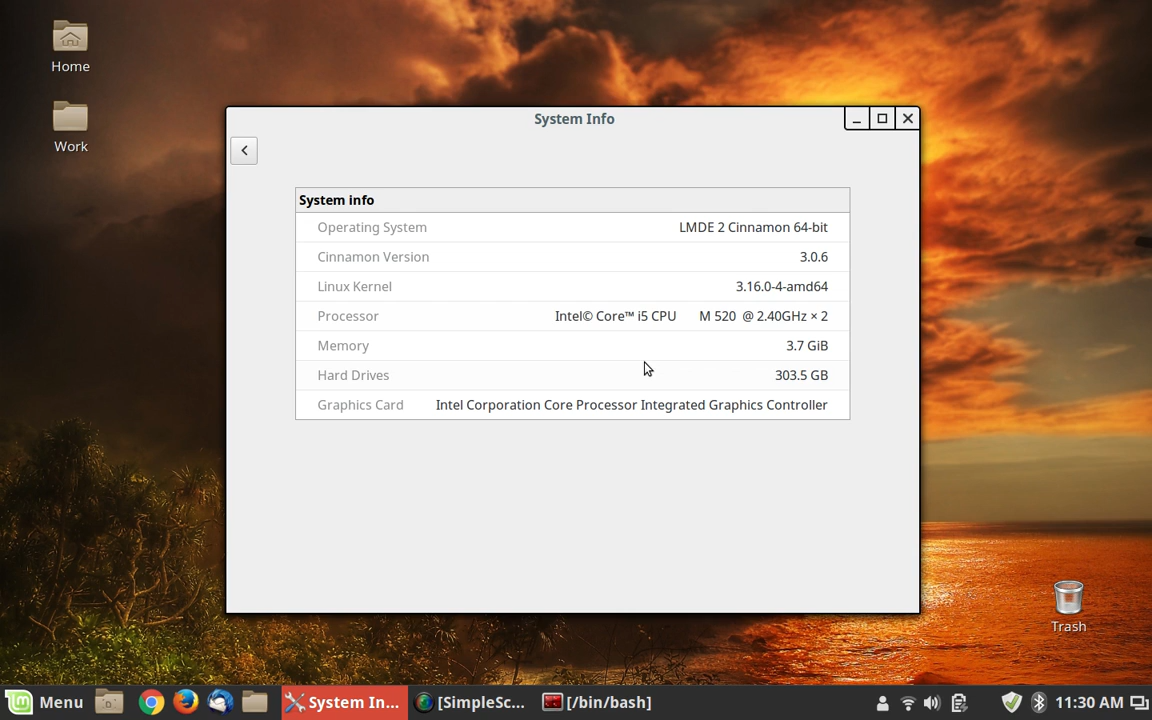 Home
Work
System Info
System info
Operating System LMDE 2 Cinnamon 64-bit
Cinnamon Version 3.0.6
Linux Kernel 3.16.0-4-amd64
Processor Intel© Core™ i5 CPU M 520 @ 2.40GHz × 2
Memory 3.7 GiB
Hard Drives 303.5 GB
Graphics Card Intel Corporation Core Processor Integrated Graphics Controller
Trash
Menu System In... [SimpleSc... [/bin/bash] 11:30 AM